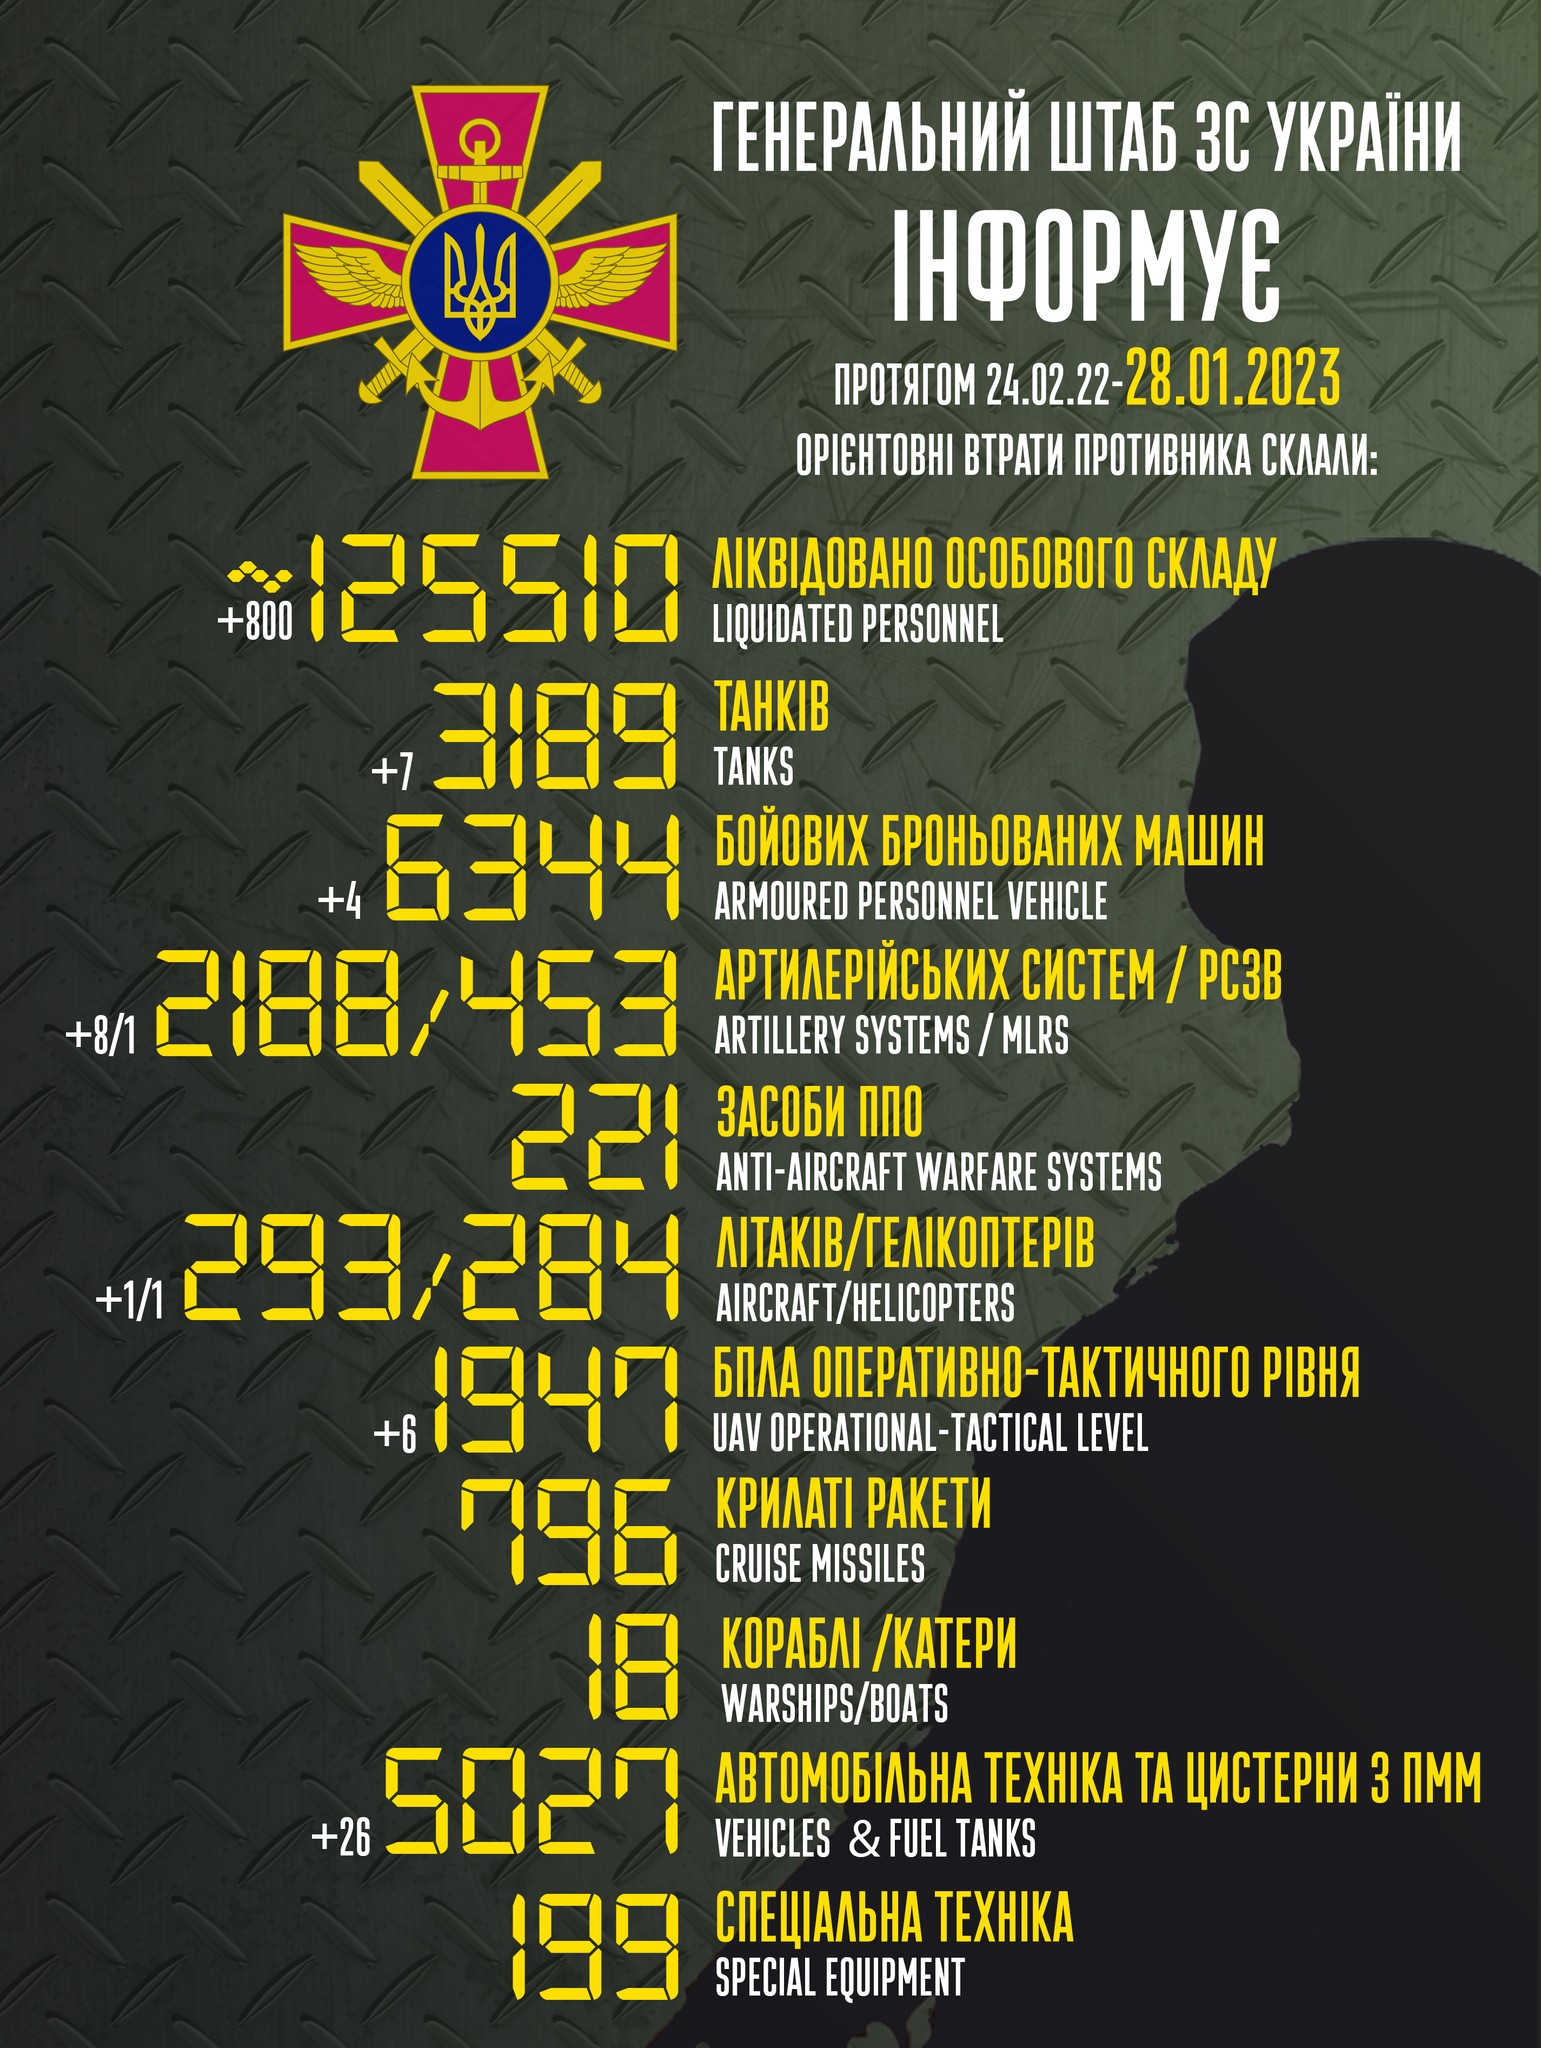 ГЕНЕРАЛЬНИЙ ШТАБ ЗС УКРАЇНИ
ІНФОРМУЄ
ПРОТЯГОМ 24.02.22-28.01.2023
ОРІЄНТОВНІ ВТРАТИ ПРОТИВНИКА СКЛАЛИ:
+800 ~125510 ЛІКВІДОВАНО ОСОБОВОГО СКЛАДУ
LIQUIDATED PERSONNEL
+7 3189 ТАНКІВ
TANKS
+4 6344 БОЙОВИХ БРОНЬОВАНИХ МАШИН
ARMOURED PERSONNEL VEHICLE
+8/1 2188/453 АРТИЛЕРІЙСЬКИХ СИСТЕМ / РСЗВ
ARTILLERY SYSTEMS / MLRS
221 ЗАСОБИ ППО
ANTI-AIRCRAFT WARFARE SYSTEMS
+1/1 293/284 ЛІТАКІВ/ГЕЛІКОПТЕРІВ
AIRCRAFT/HELICOPTERS
+6 1947 БПЛА ОПЕРАТИВНО-ТАКТИЧНОГО РІВНЯ
UAV OPERATIONAL-TACTICAL LEVEL
796 КРИЛАТІ РАКЕТИ
CRUISE MISSILES
18 КОРАБЛІ /КАТЕРИ
WARSHIPS/BOATS
+26 5027 АВТОМОБІЛЬНА ТЕХНІКА ТА ЦИСТЕРНИ З ПММ
VEHICLES & FUEL TANKS
199 СПЕЦІАЛЬНА ТЕХНІКА
SPECIAL EQUIPMENT